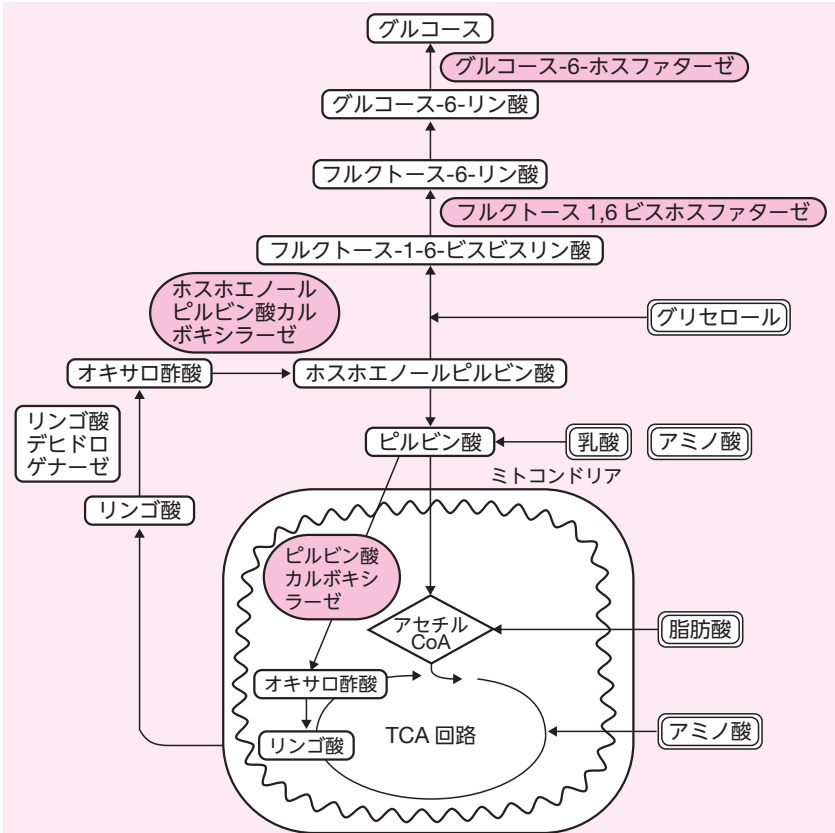 グルコース
グルコース-6-ホスファターゼ
グルコース-6-リン酸
フルクトース-6-リン酸
フルクトース 1,6 ビスホスファターゼ
フルクトース-1-6-ビスビスリン酸
ホスホエノール
ピルビン酸カル
ボキシラーゼ
グリセロール
オキサロ酢酸
ホスホエノールピルビン酸
リンゴ酸
デヒドロ
ゲナーゼ
ピルビン酸
乳酸
アミノ酸
ミトコンドリア
リンゴ酸
ピルビン酸
カルボキシ
ラーゼ
アセチル
CoA
脂肪酸
オキサロ酢酸
リンゴ酸
TCA 回路
アミノ酸